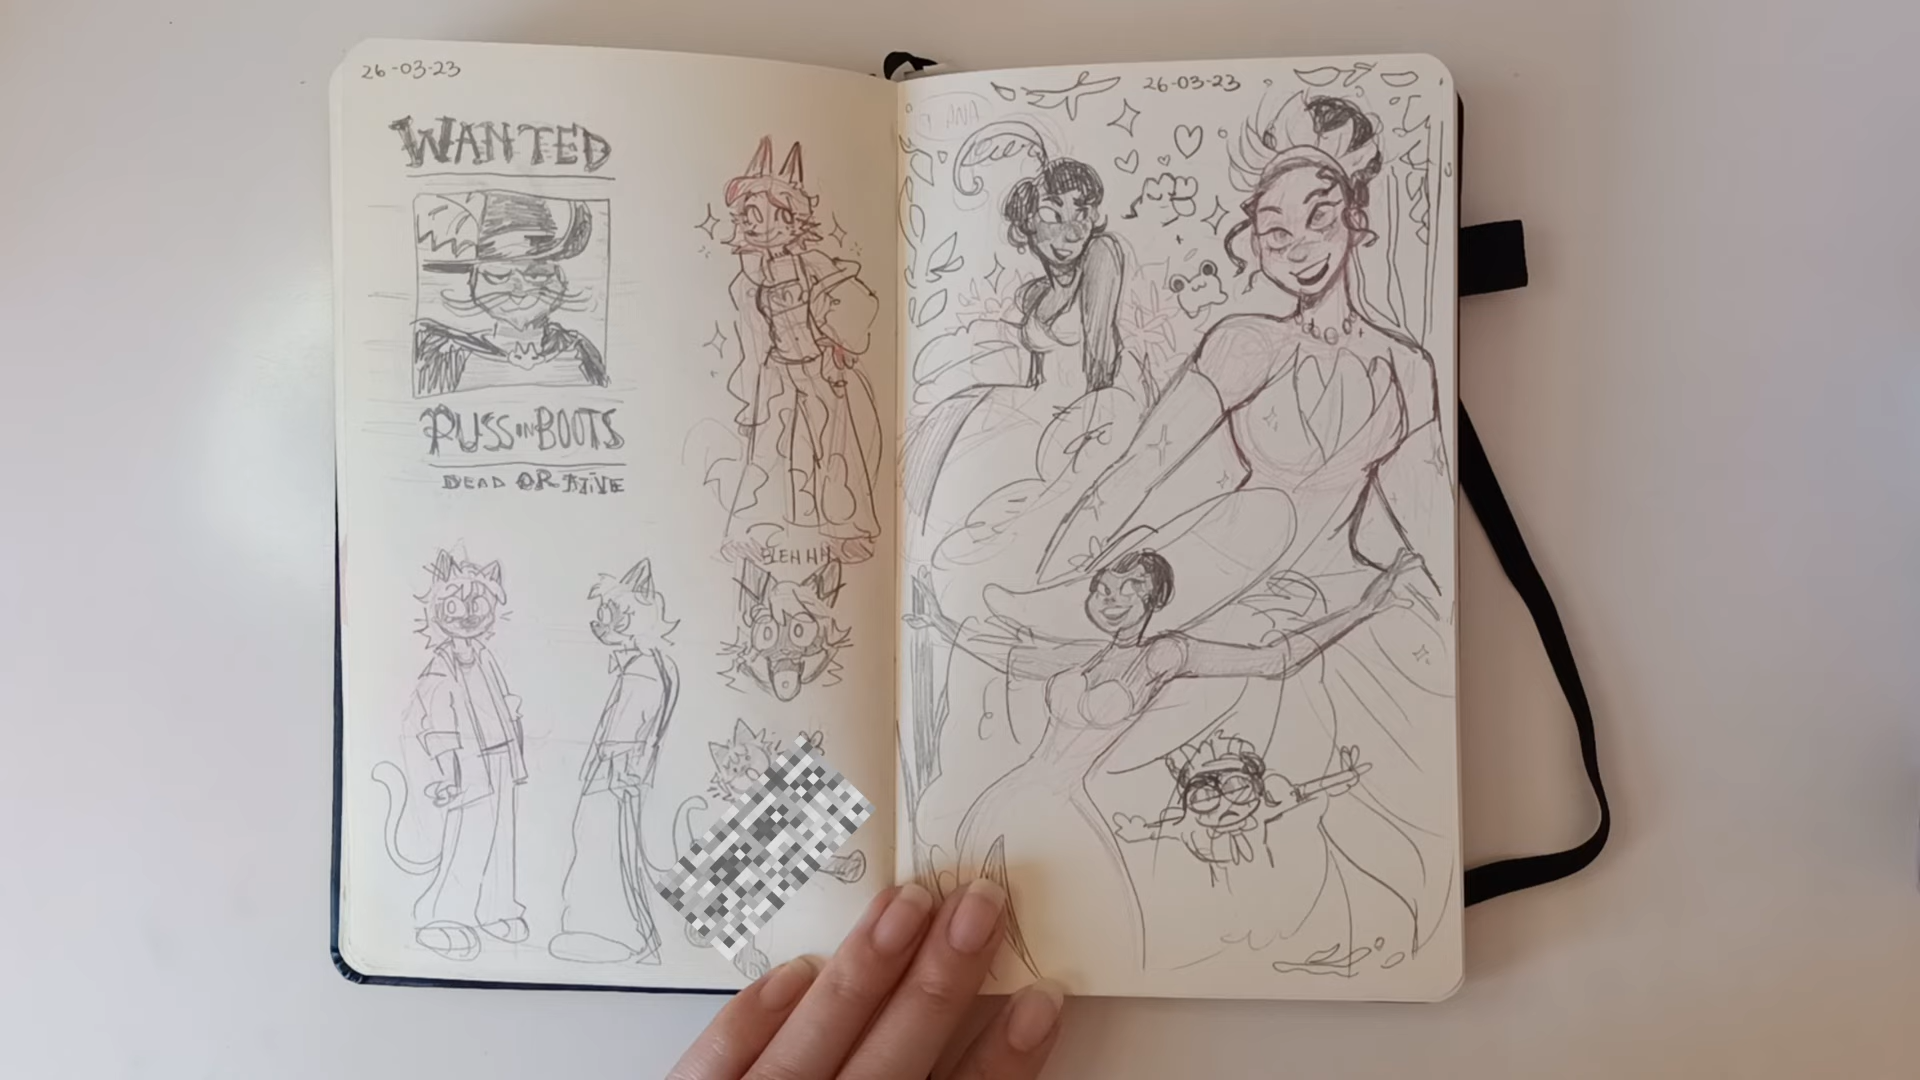 26-03-23
WANTED
PUSS IN BOOTS
DEAD OR ALIVE
BLEHHH
26-03-23